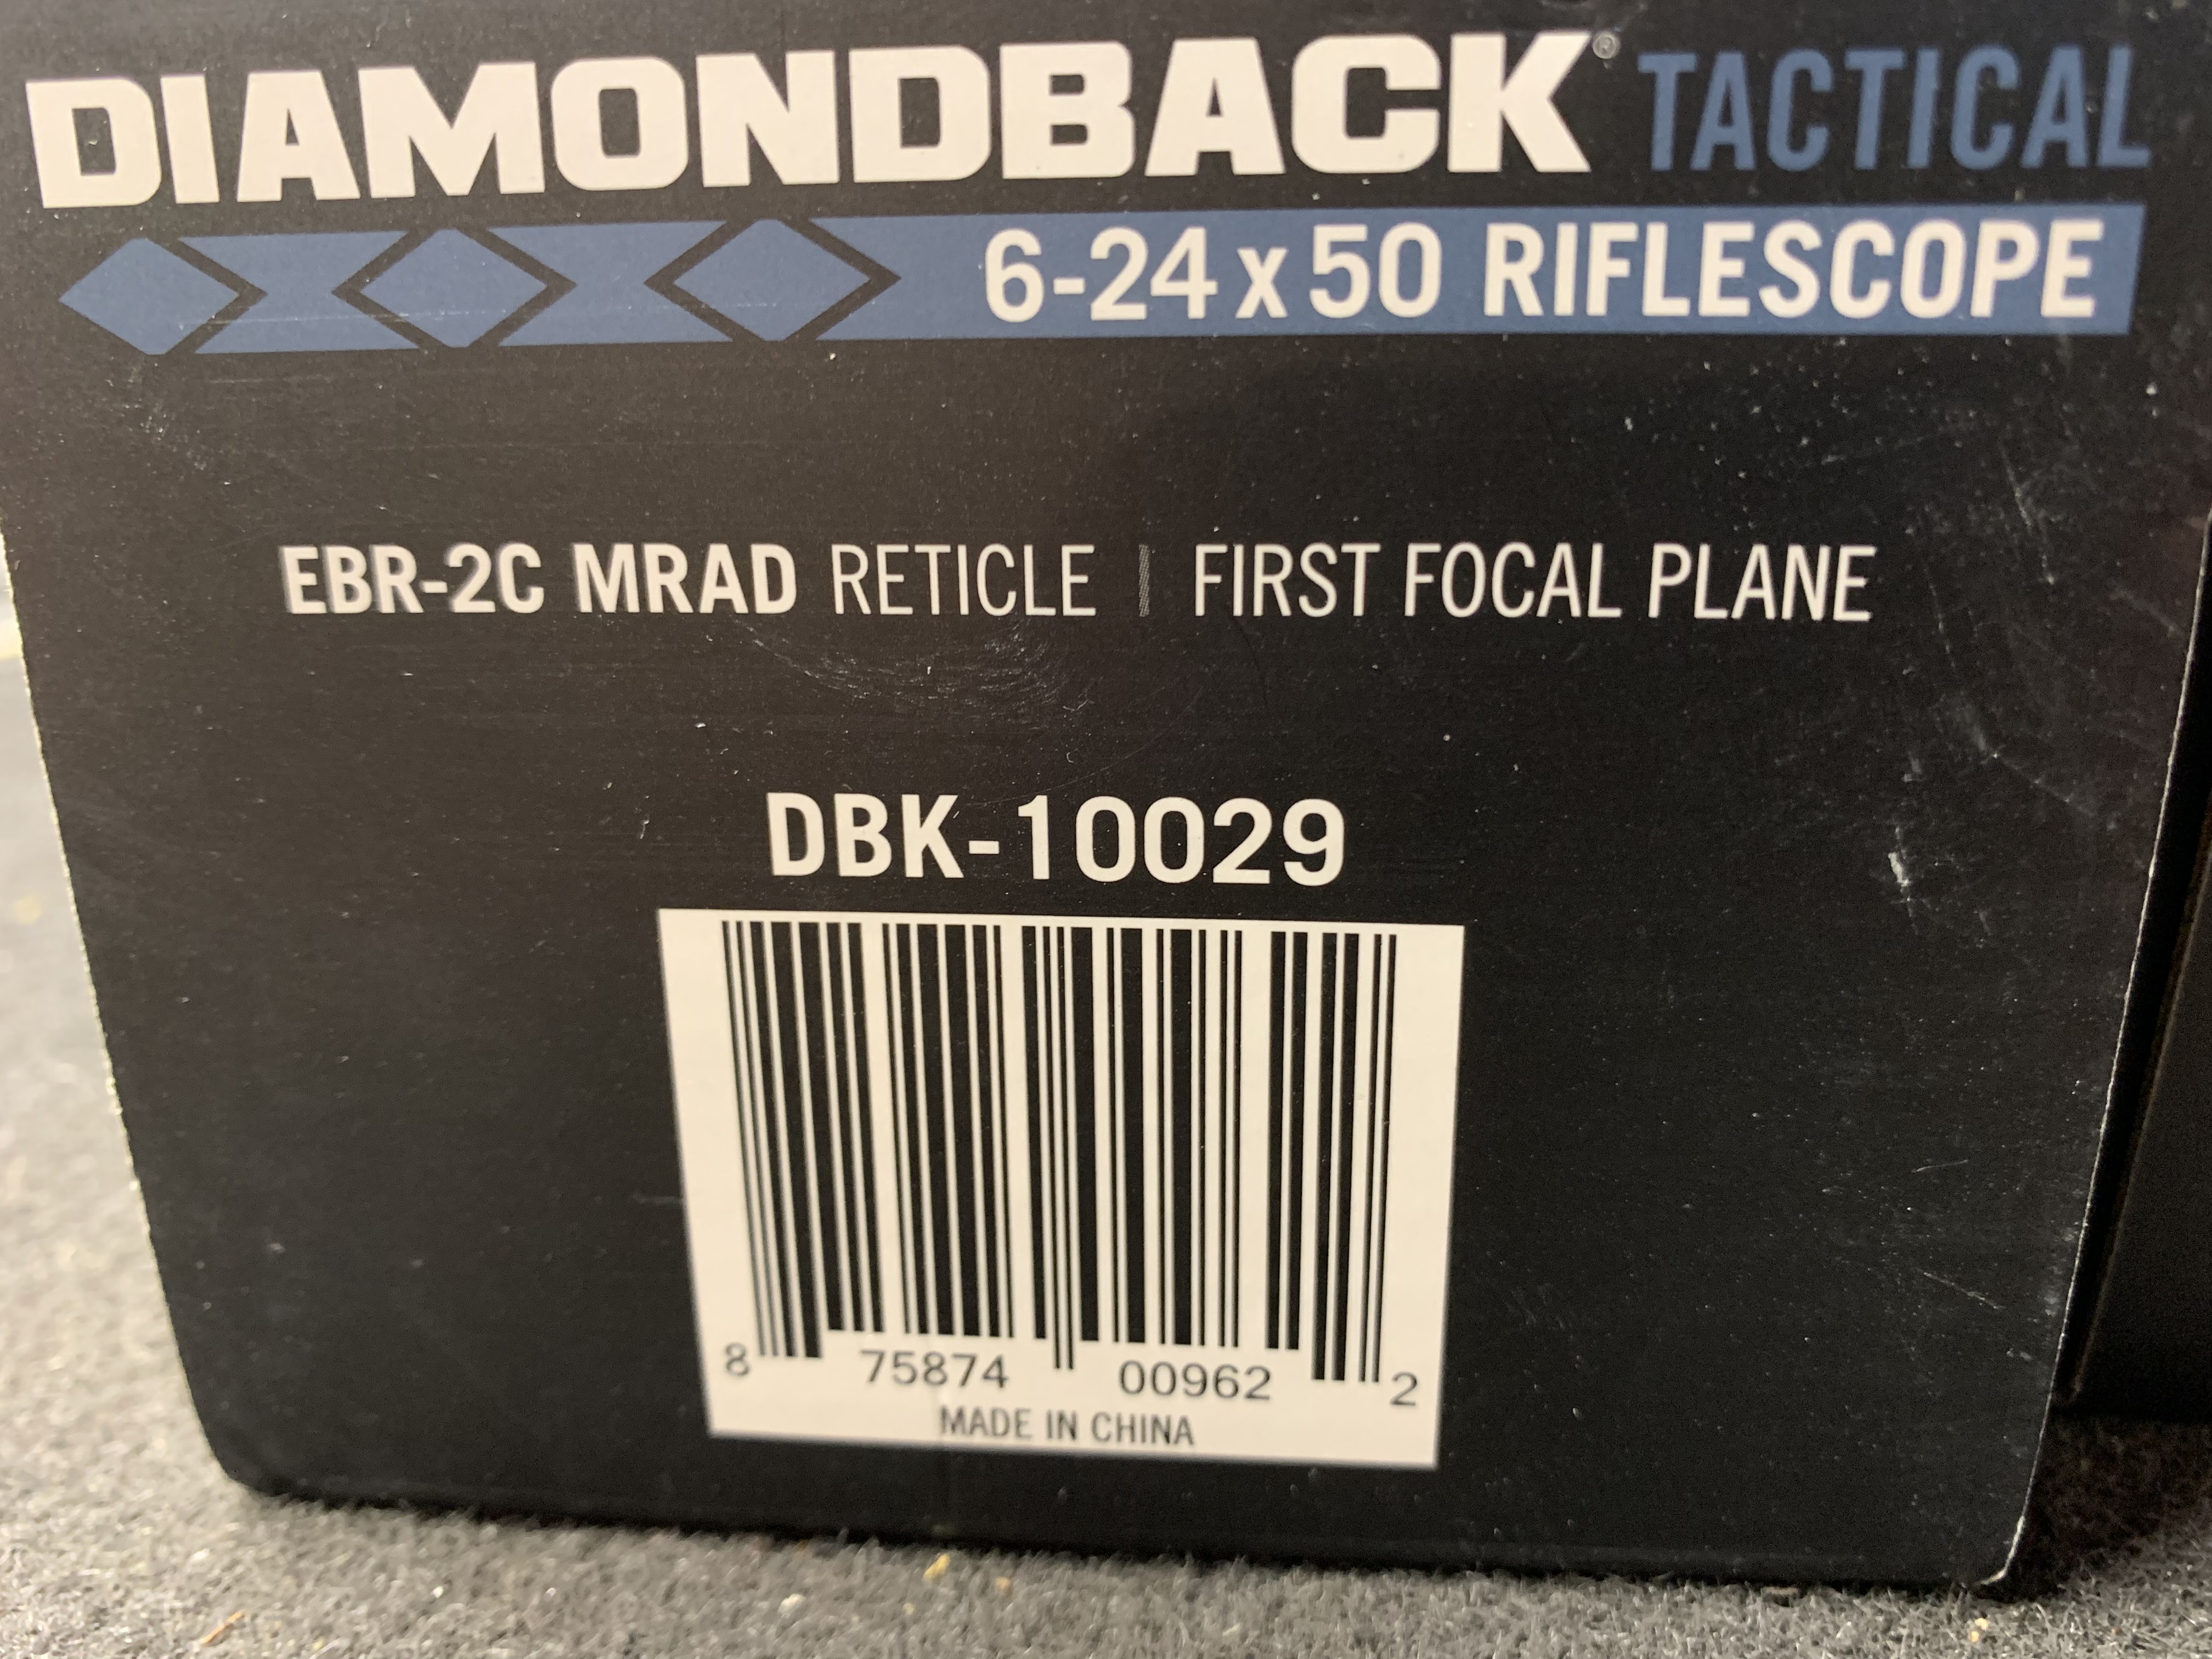 DIAMONDBACK® TACTICAL
6-24 x 50 RIFLESCOPE
EBR-2C MRAD RETICLE | FIRST FOCAL PLANE
DBK-10029
8 75874 00962 2
MADE IN CHINA